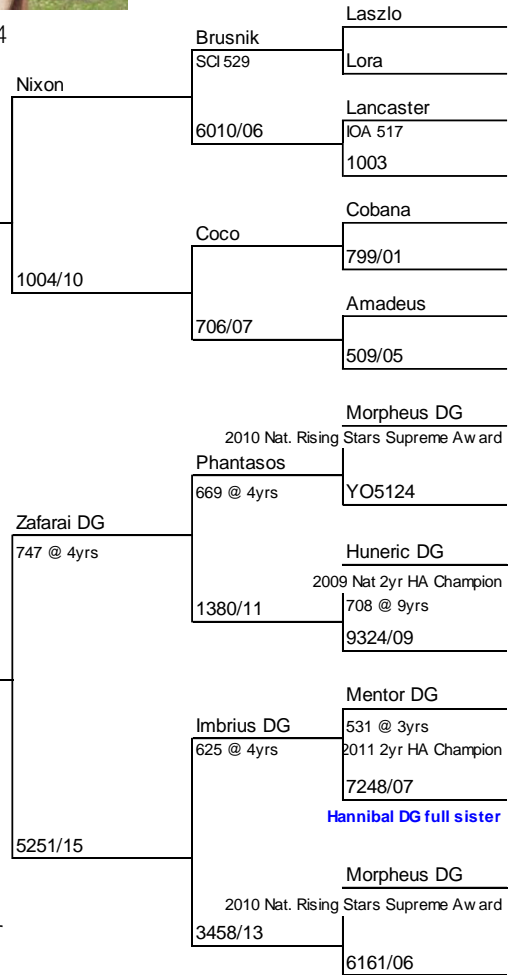 4
Laszlo
Brusnik
SCI 529
Lora
Nixon
Lancaster
6010/06
IOA 517
1003
Cobana
Coco
799/01
1004/10
Amadeus
706/07
509/05
Morpheus DG
2010 Nat. Rising Stars Supreme Award
Phantasos
669 @ 4yrs
YO5124
Zafarai DG
747 @ 4yrs
Huneric DG
2009 Nat 2yr HA Champion
1380/11
708 @ 9yrs
9324/09
Mentor DG
Imbrius DG
531 @ 3yrs
625 @ 4yrs
2011 2yr HA Champion
7248/07
Hannibal DG full sister
5251/15
Morpheus DG
2010 Nat. Rising Stars Supreme Award
3458/13
6161/06